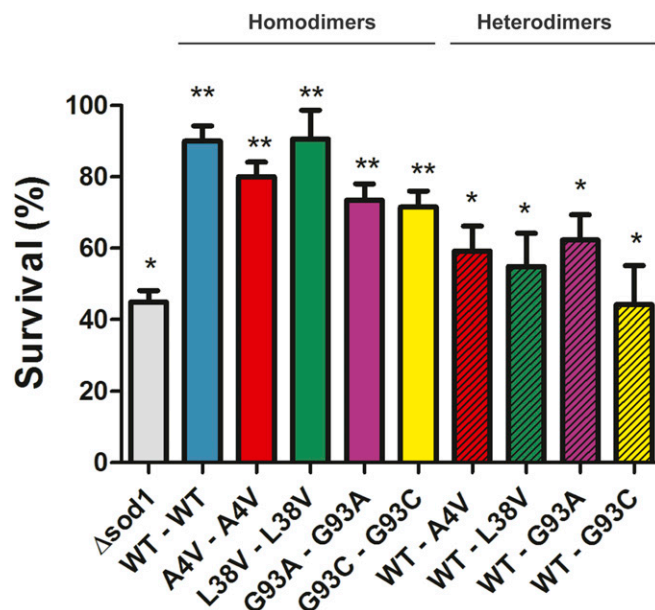 Homodimers Heterodimers
** ** ** ** **
* * * * *
Survival (%)
100
80
60
40
20
0
Δsod1
WT - WT
A4V - A4V
L38V - L38V
G93A - G93A
G93C - G93C
WT - A4V
WT - L38V
WT - G93A
WT - G93C